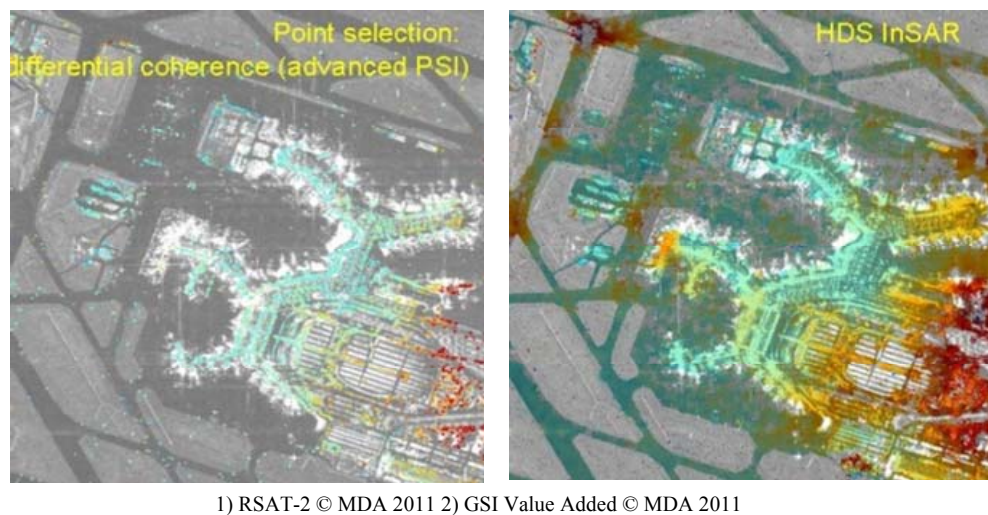 Point selection:
differential coherence (advanced PSI)
HDS InSAR
1) RSAT-2 © MDA 2011 2) GSI Value Added © MDA 2011